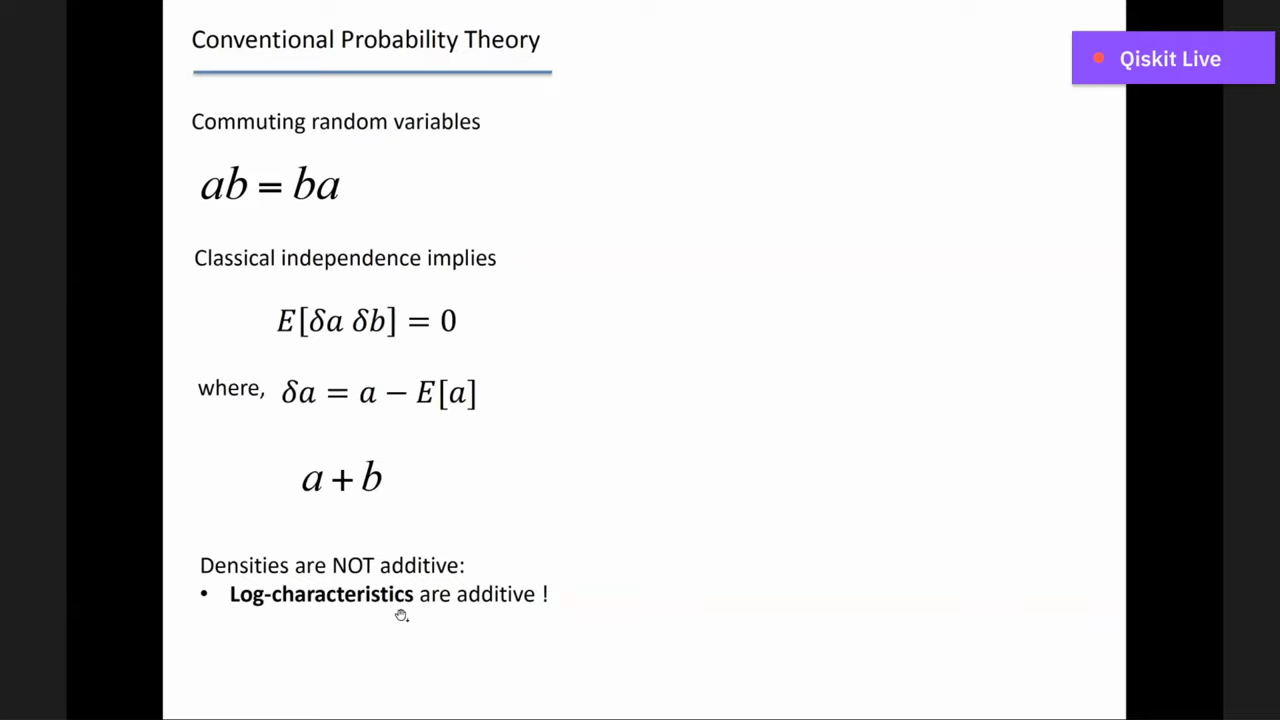 Conventional Probability Theory
Qiskit Live
Commuting random variables
ab = ba
Classical independence implies
E[δa δb] = 0
where, δa = a − E[a]
a + b
Densities are NOT additive:
• Log-characteristics are additive !